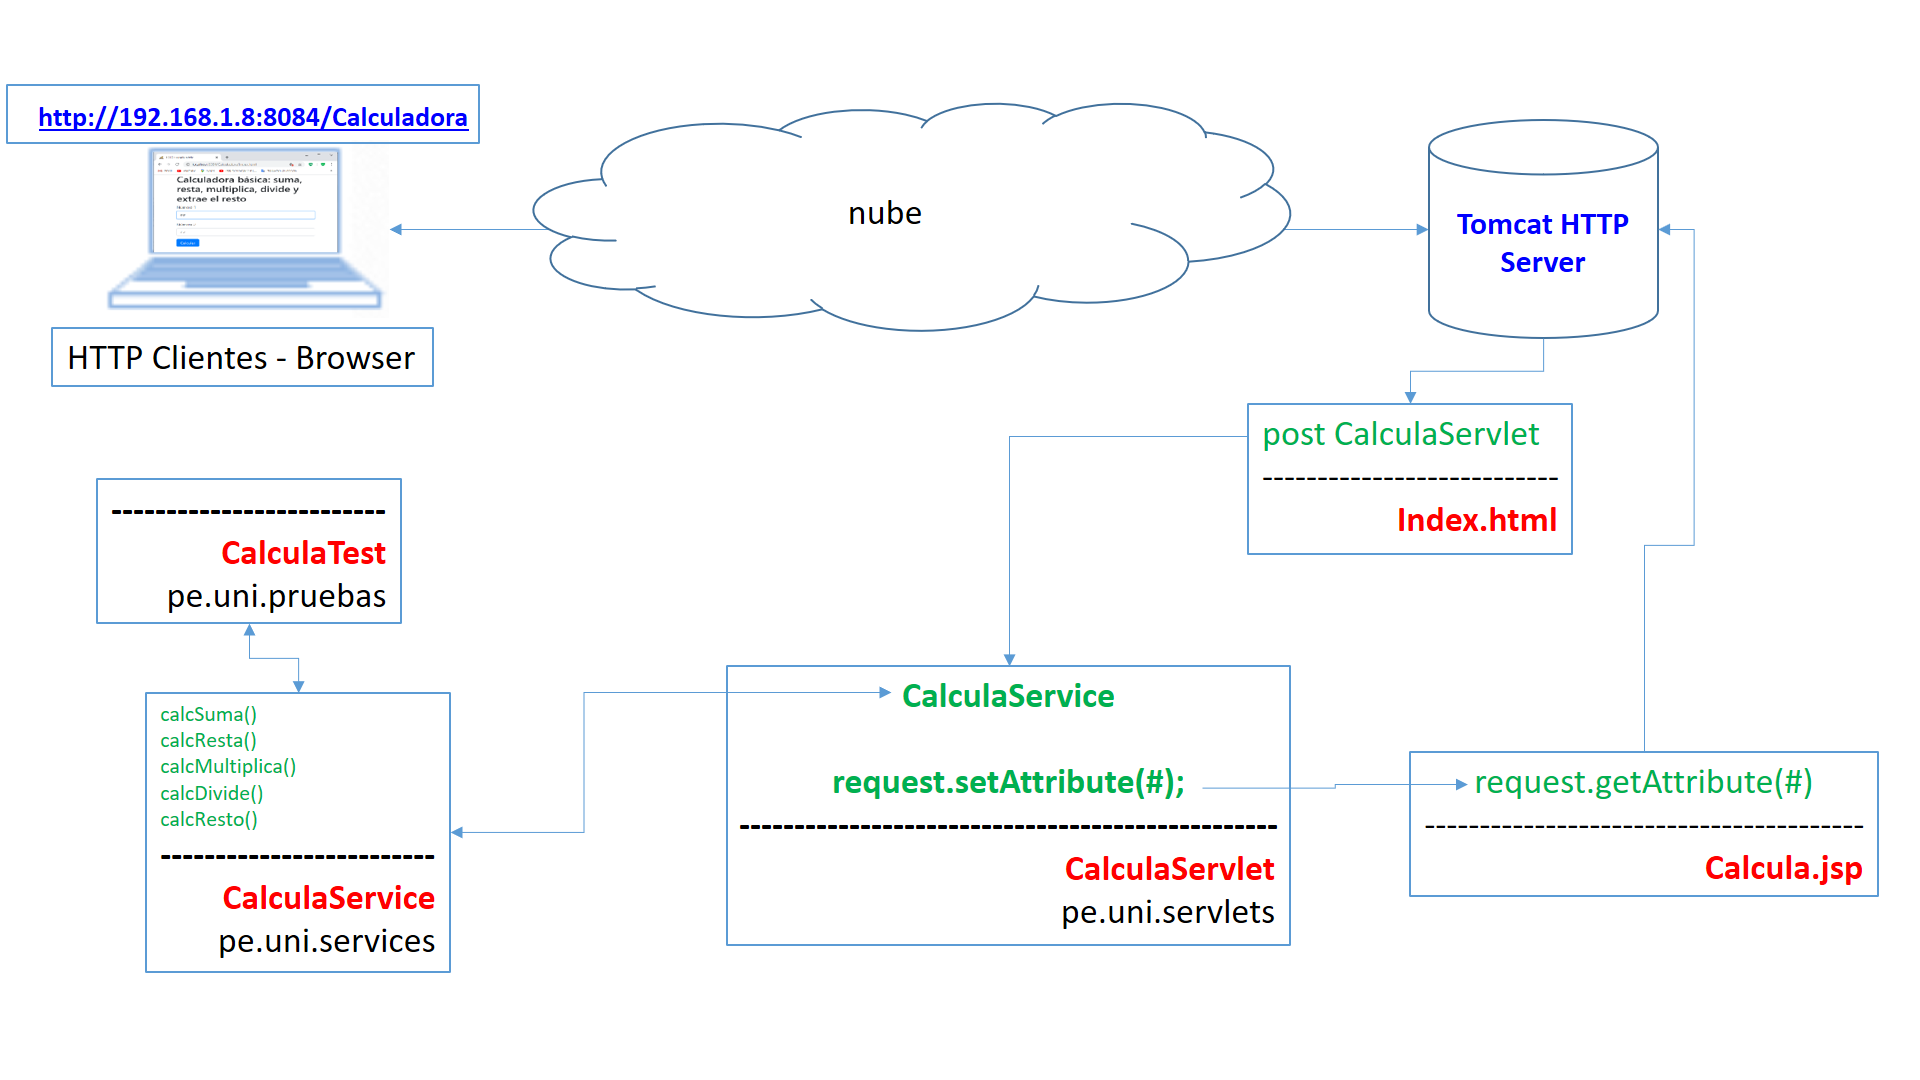 http://192.168.1.8:8084/Calculadora
Calculadora básica: suma,
resta, multiplica, divide y
extrae el resto
HTTP Clientes - Browser
nube
Tomcat HTTP
Server
post CalculaServlet
---------------------------
Index.html
-------------------------
CalculaTest
pe.uni.pruebas
calcSuma()
calcResta()
calcMultiplica()
calcDivide()
calcResto()
-------------------------
CalculaService
pe.uni.services
CalculaService
request.setAttribute(#);
-------------------------------------------------
CalculaServlet
pe.uni.servlets
request.getAttribute(#)
----------------------------------------
Calcula.jsp